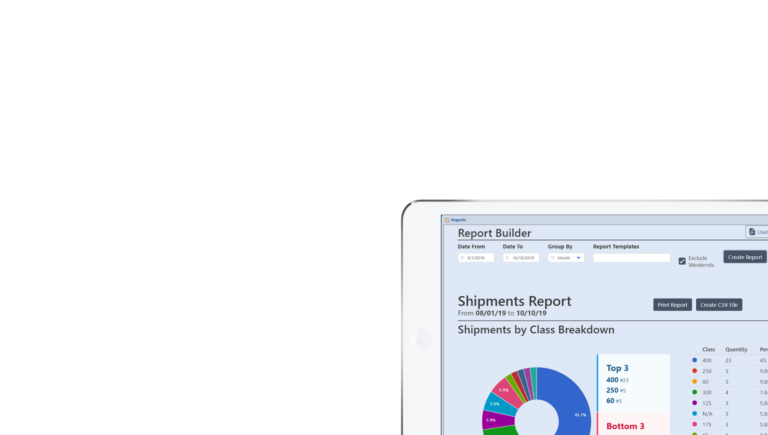 Reports
Report Builder
Date From Date To Group By Report Templates
8/1/2019 10/10/2019 Month Exclude Weekends Create Report
Shipments Report
Print Report Create CSV File
From 08/01/19 to 10/10/19
Shipments by Class Breakdown
Class Quantity
400 23 45.
250 5 9.0
60 5 9.0
300 4 7.
125 3 5.8
N/A 3 5.8
175 3 5.8
Top 3
400 #23
250 #5
60 #5
Bottom 3
5.9%
5.9%
5.9%
45.1%